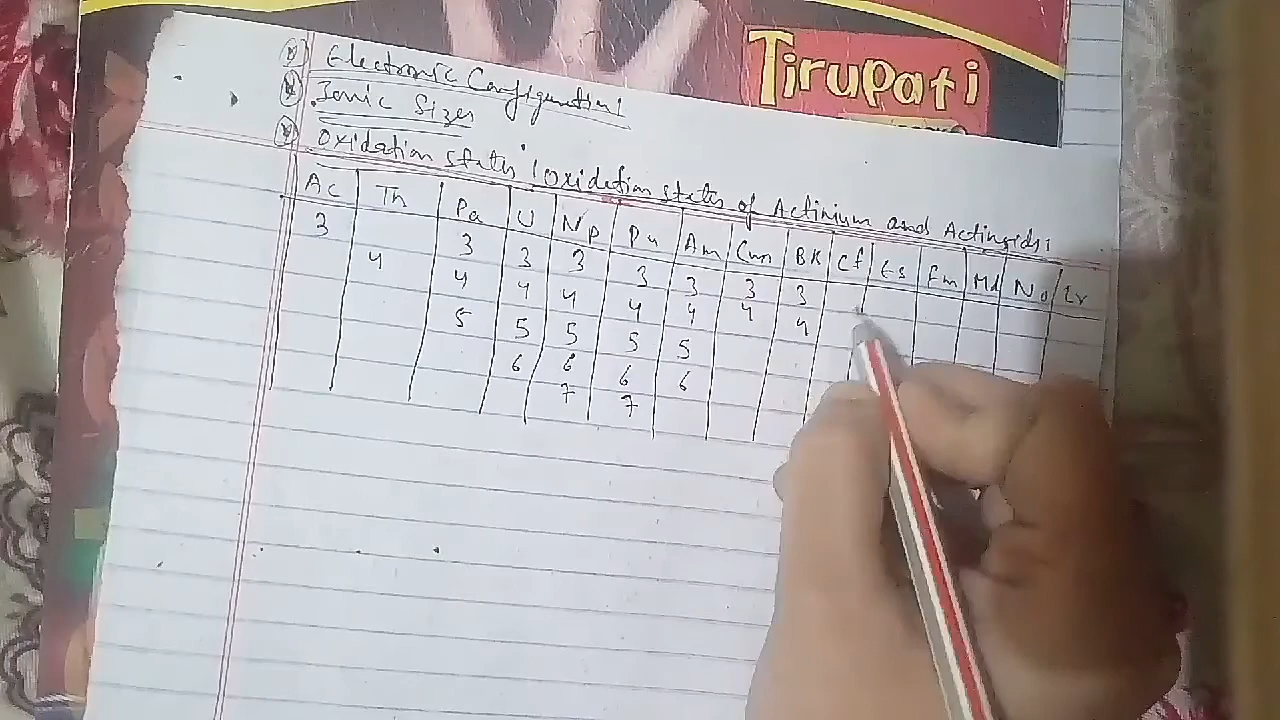 Tirupati
Electronic Configuration:
Ionic Sizes
Oxidation states: (Oxidation states of Actinium and Actinoids:
Ac Th Pa U Np Pu Am Cm Bk Cf Es Fm Md No Lr
3 3 3 3 3 3 3 3
4 4 4 4 4 4 4 4
5 5 5 5 5
6 6 6 6
7 7